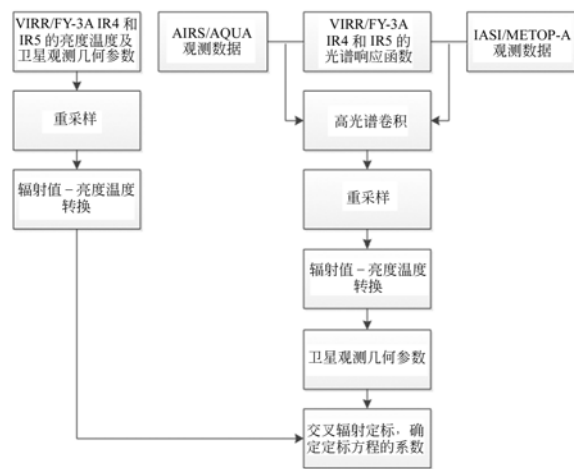 VIRR/FY-3A IR4 和
IR5 的亮度温度及
卫星观测几何参数
重采样
辐射值－亮度温度
转换
AIRS/AQUA
观测数据
VIRR/FY-3A
IR4 和 IR5 的
光谱响应函数
IASI/METOP-A
观测数据
高光谱卷积
重采样
辐射值－亮度温度
转换
卫星观测几何参数
交叉辐射定标，确
定定标方程的系数